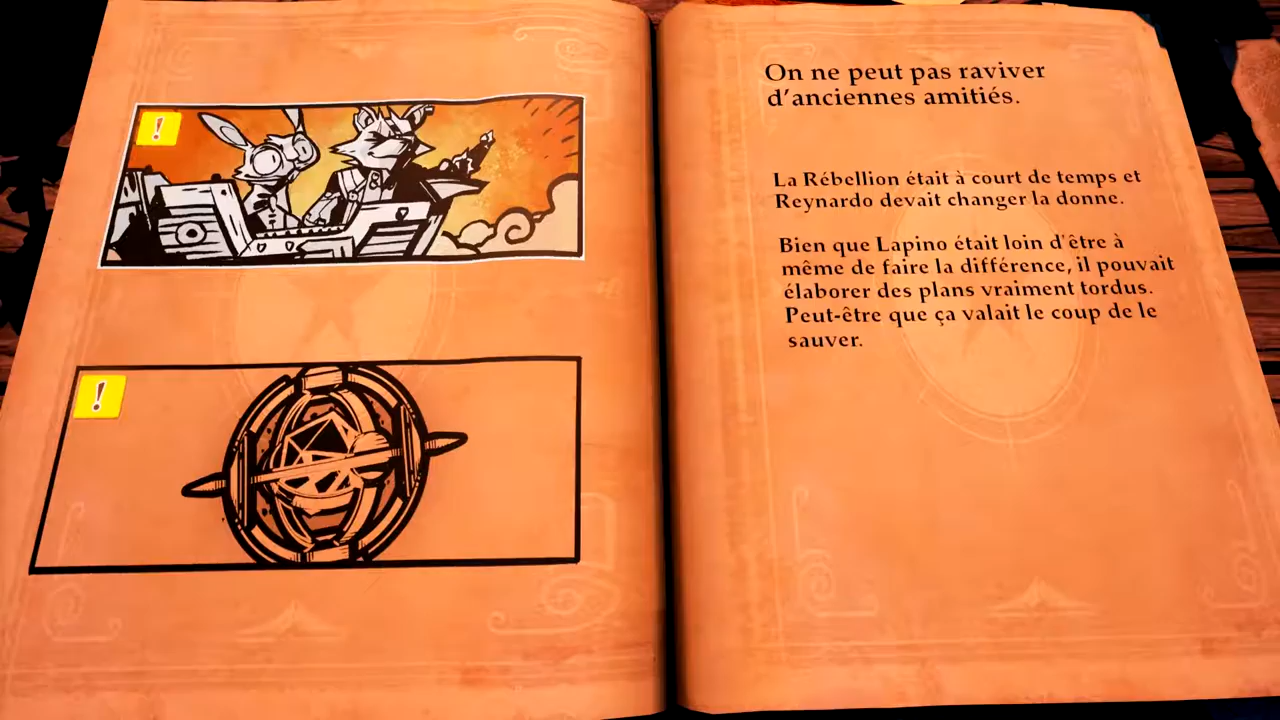 !
!
On ne peut pas raviver
d'anciennes amitiés.
La Rébellion était à court de temps et
Reynardo devait changer la donne.
Bien que Lapino était loin d'être à
même de faire la différence, il pouvait
élaborer des plans vraiment tordus.
Peut-être que ça valait le coup de le
sauver.